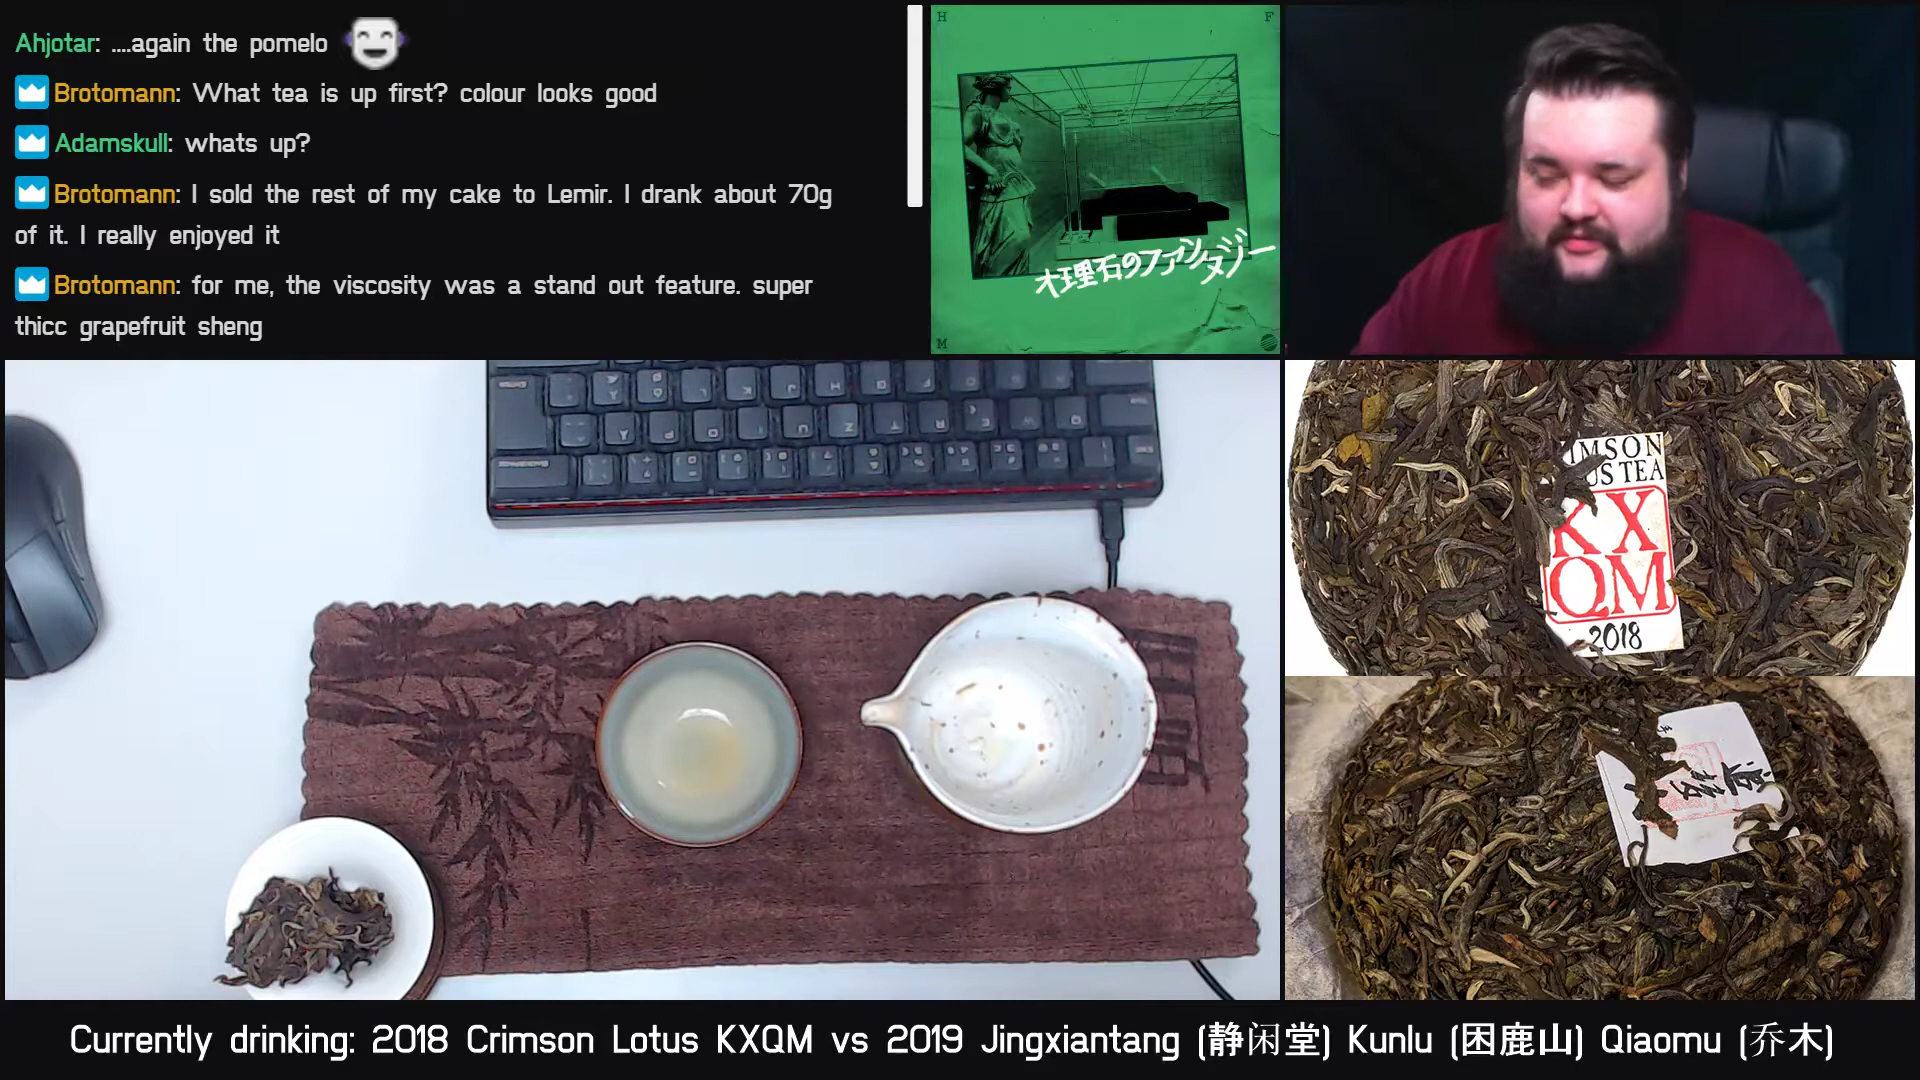 Ahjotar: ....again the pomelo
Brotomann: What tea is up first? colour looks good
Adamskull: whats up?
Brotomann: I sold the rest of my cake to Lemir. I drank about 70g
of it. I really enjoyed it
Brotomann: for me, the viscosity was a stand out feature. super
thicc grapefruit sheng
H F
大理石のファンタジー
M
IMSON
US TEA
KX
QM
2018
Currently drinking: 2018 Crimson Lotus KXQM vs 2019 Jingxiantang (静闲堂) Kunlu (困鹿山) Qiaomu (乔木)